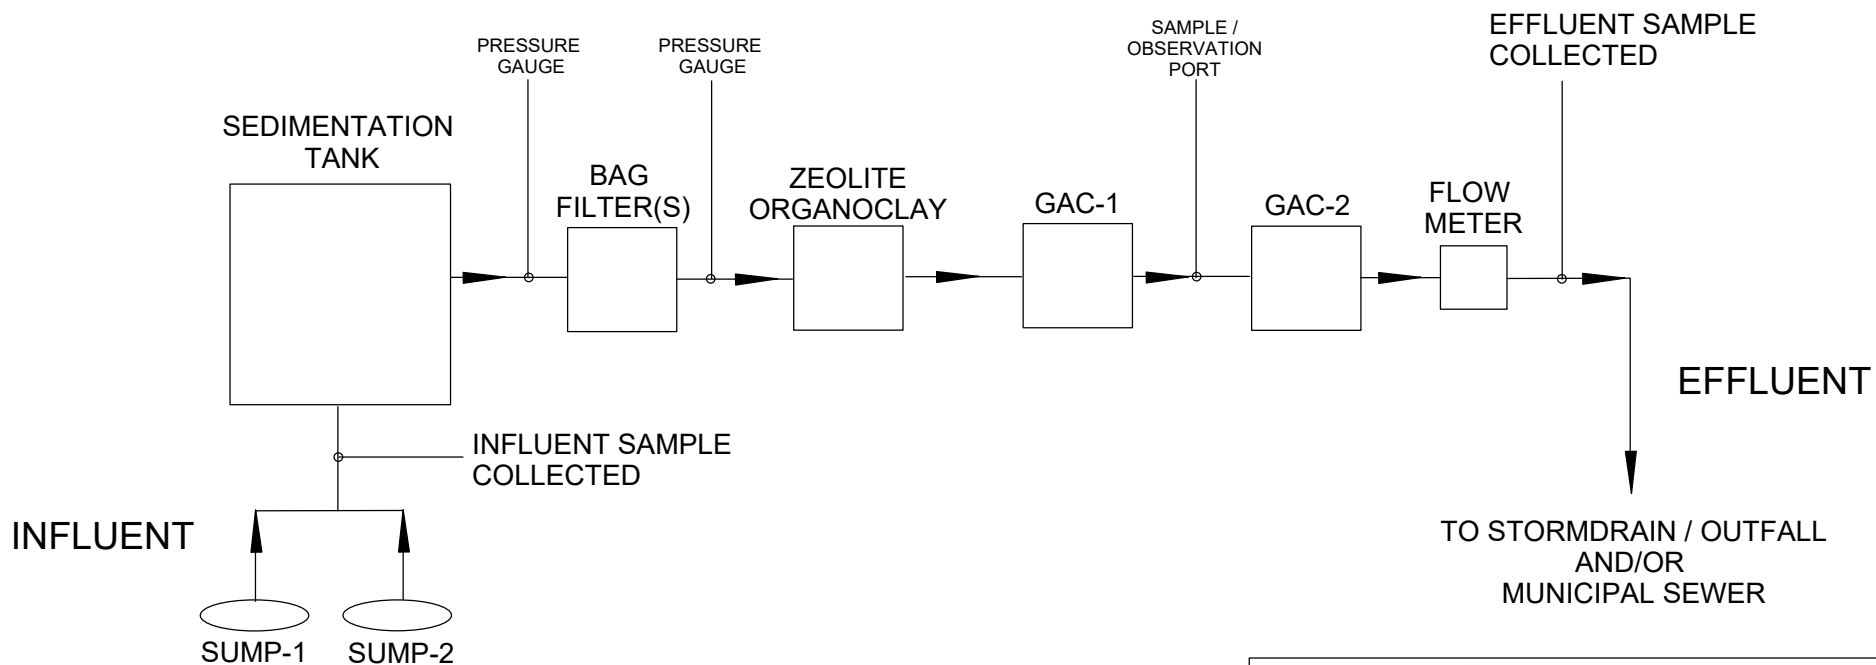 PRESSURE
GAUGE
PRESSURE
GAUGE
SAMPLE /
OBSERVATION
PORT
EFFLUENT SAMPLE
COLLECTED
SEDIMENTATION
TANK
BAG
FILTER(S)
ZEOLITE
ORGANOCLAY
GAC-1
GAC-2
FLOW
METER
EFFLUENT
INFLUENT SAMPLE
COLLECTED
INFLUENT
TO STORMDRAIN / OUTFALL
AND/OR
MUNICIPAL SEWER
SUMP-1
SUMP-2